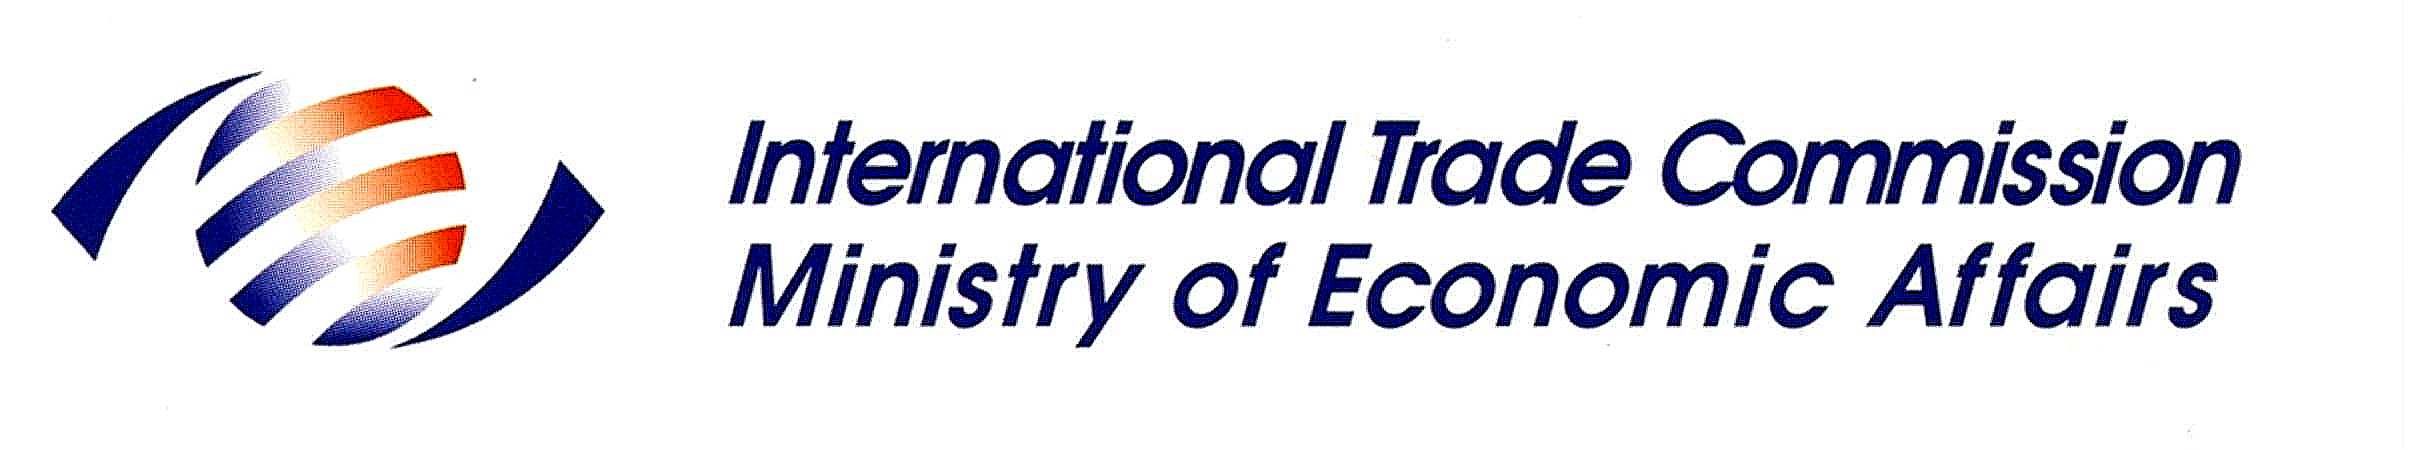 International Trade Commission
Ministry of Economic Affairs